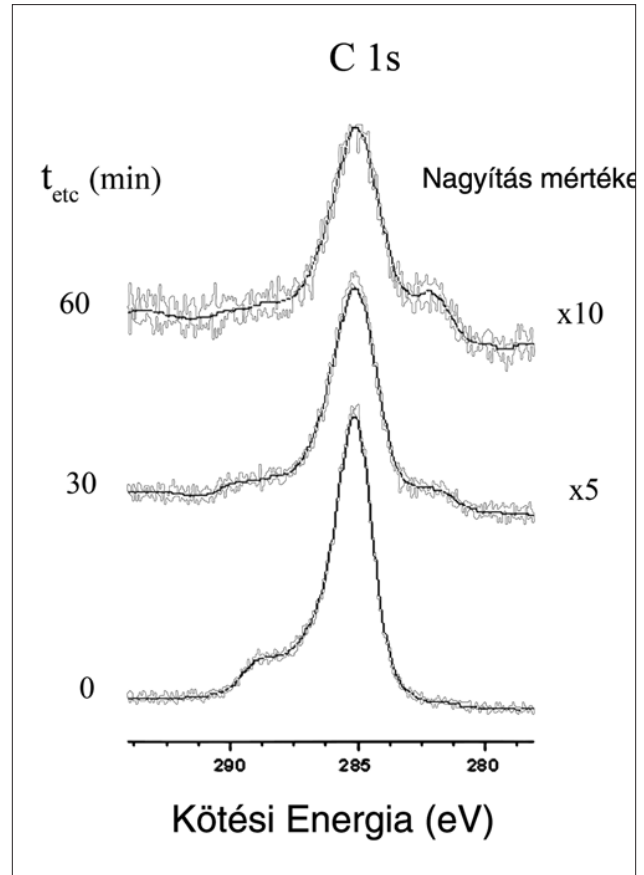 C 1s
t_etc (min) Nagyítás mértéke
60 x10
30 x5
0
290 285 280
Kötési Energia (eV)